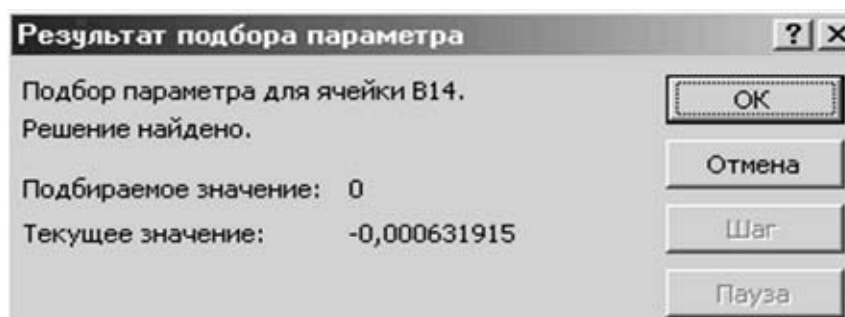 Результат подбора параметра
Подбор параметра для ячейки B14.
Решение найдено.
Подбираемое значение: 0
Текущее значение: -0,000631915
ОК
Отмена
Шаг
Пауза